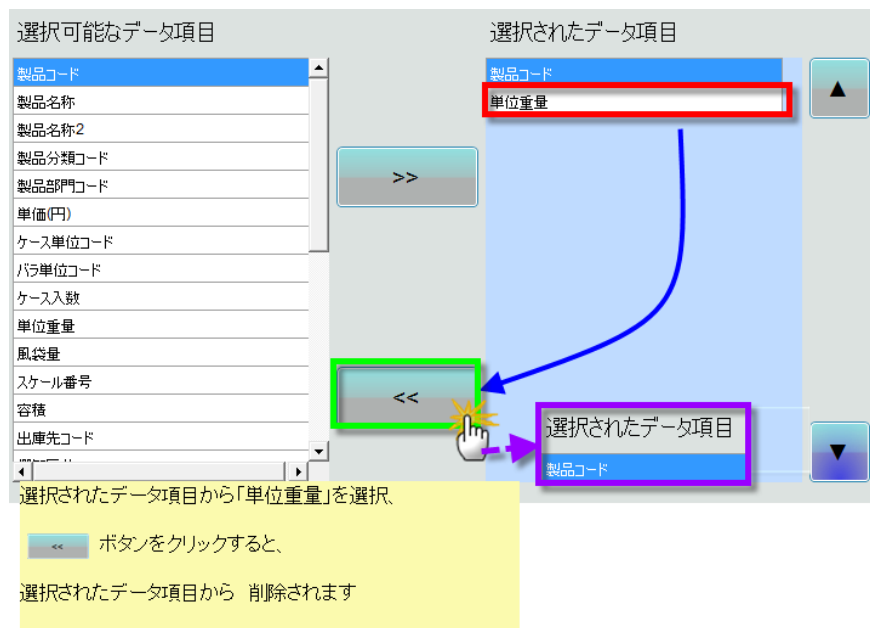 選択可能なデータ項目
選択されたデータ項目
製品コード
製品名称
製品名称2
製品分類コード
製品部門コード
単価(円)
ケース単位コード
バラ単位コード
ケース入数
単位重量
風袋量
スケール番号
容積
出庫先コード
>>
<<
製品コード
単位重量
▲
▼
選択されたデータ項目
製品コード
選択されたデータ項目から「単位重量」を選択、
<< ボタンをクリックすると、
選択されたデータ項目から 削除されます